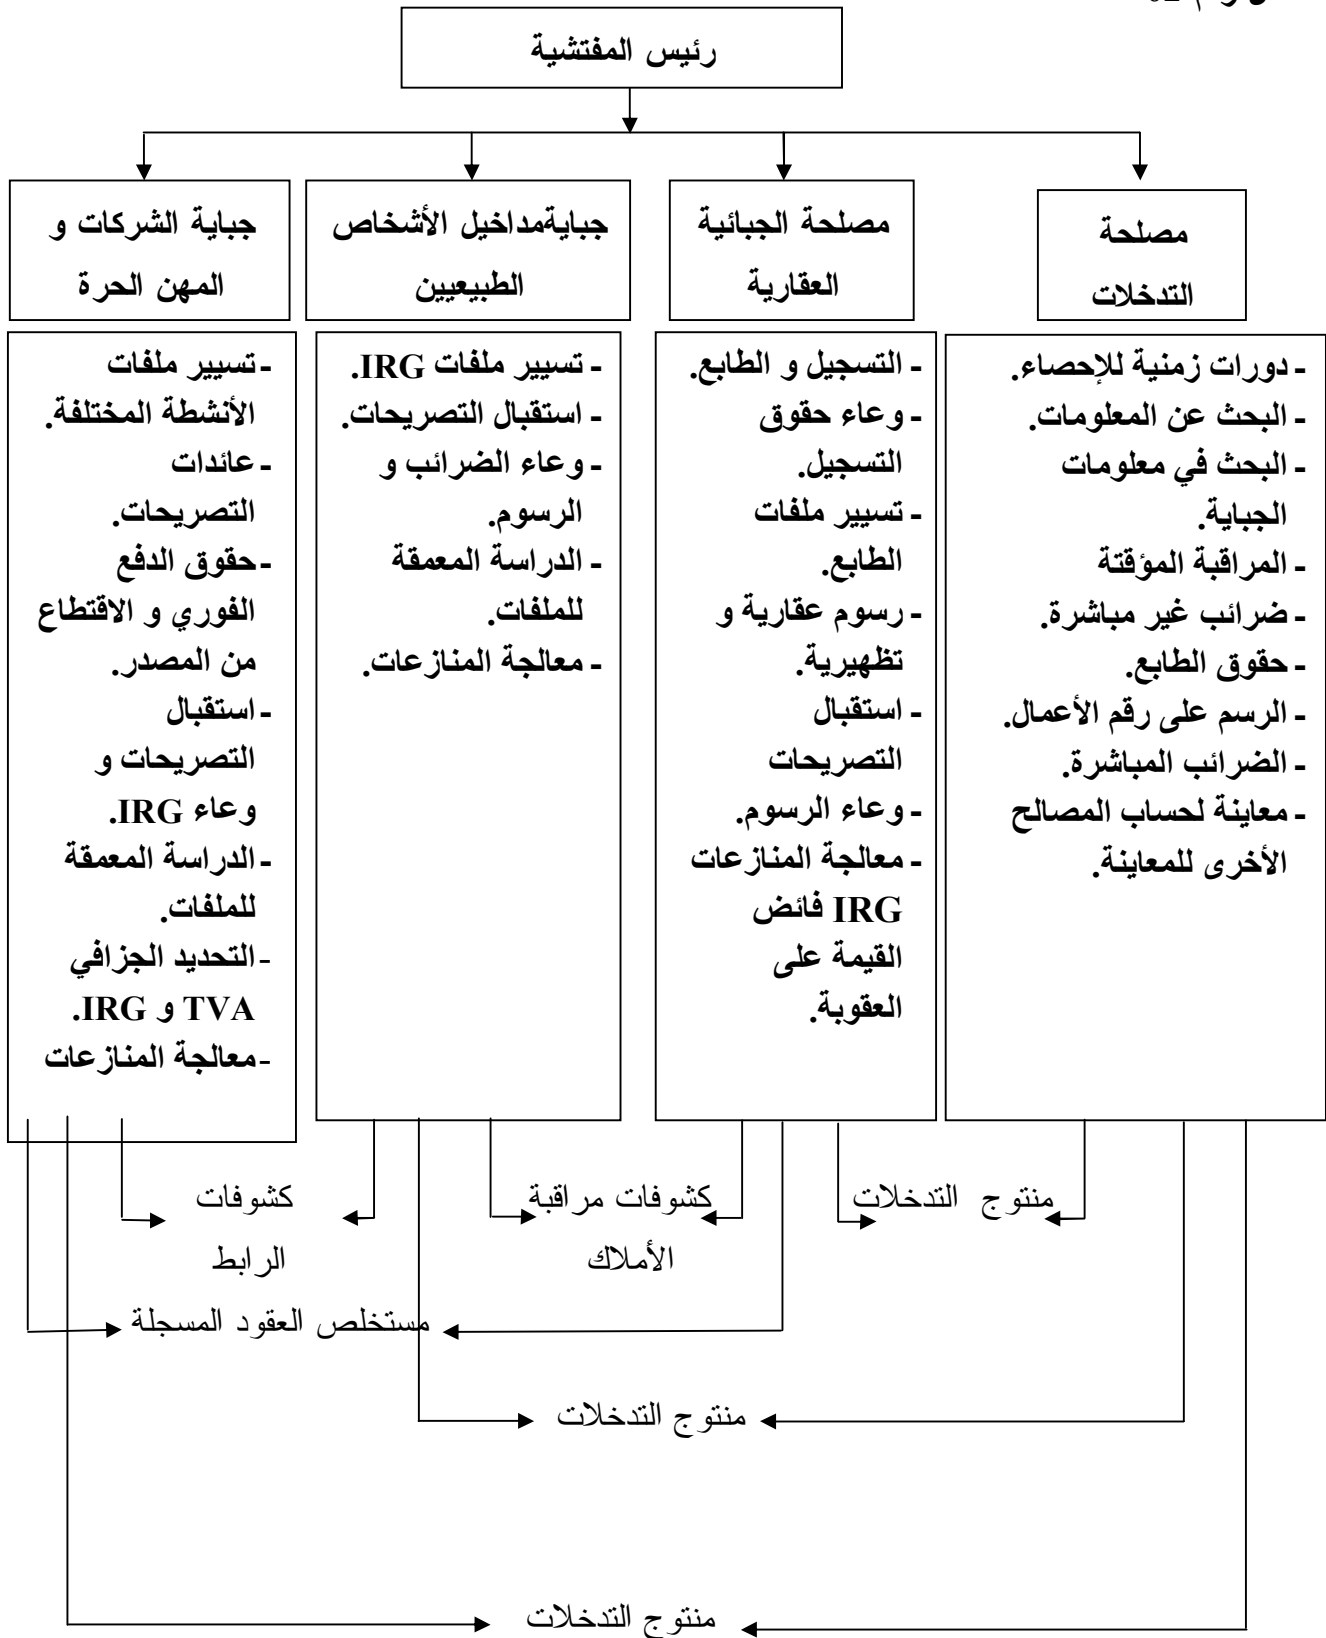 رئيس المفتشية
مصلحة
التدخلات
مصلحة الجبائية
العقارية
جبايةمداخيل الأشخاص
الطبيعيين
جباية الشركات و
المهن الحرة
- دورات زمنية للإحصاء.
- البحث عن المعلومات.
- البحث في معلومات
الجباية.
- المراقبة المؤقتة
- ضرائب غير مباشرة.
- حقوق الطابع.
- الرسم على رقم الأعمال.
- الضرائب المباشرة.
- معاينة لحساب المصالح
الأخرى للمعاينة.
- التسجيل و الطابع.
- وعاء حقوق
التسجيل.
- تسيير ملفات
الطابع.
- رسوم عقارية و
تظهيرية.
- استقبال
التصريحات
- وعاء الرسوم.
- معالجة المنازعات
IRG فائض
القيمة على
العقوبة.
- تسيير ملفات IRG.
- استقبال التصريحات.
- وعاء الضرائب و
الرسوم.
- الدراسة المعمقة
للملفات.
- معالجة المنازعات.
- تسيير ملفات
الأنشطة المختلفة.
- عائدات
التصريحات.
- حقوق الدفع
الفوري و الاقتطاع
من المصدر.
- استقبال
التصريحات و
وعاء IRG.
- الدراسة المعمقة
للملفات.
- التحديد الجزافي
TVA و IRG.
- معالجة المنازعات
منتوج التدخلات
كشوفات مراقبة
الأملاك
كشوفات
الرابط
مستخلص العقود المسجلة
منتوج التدخلات
منتوج التدخلات